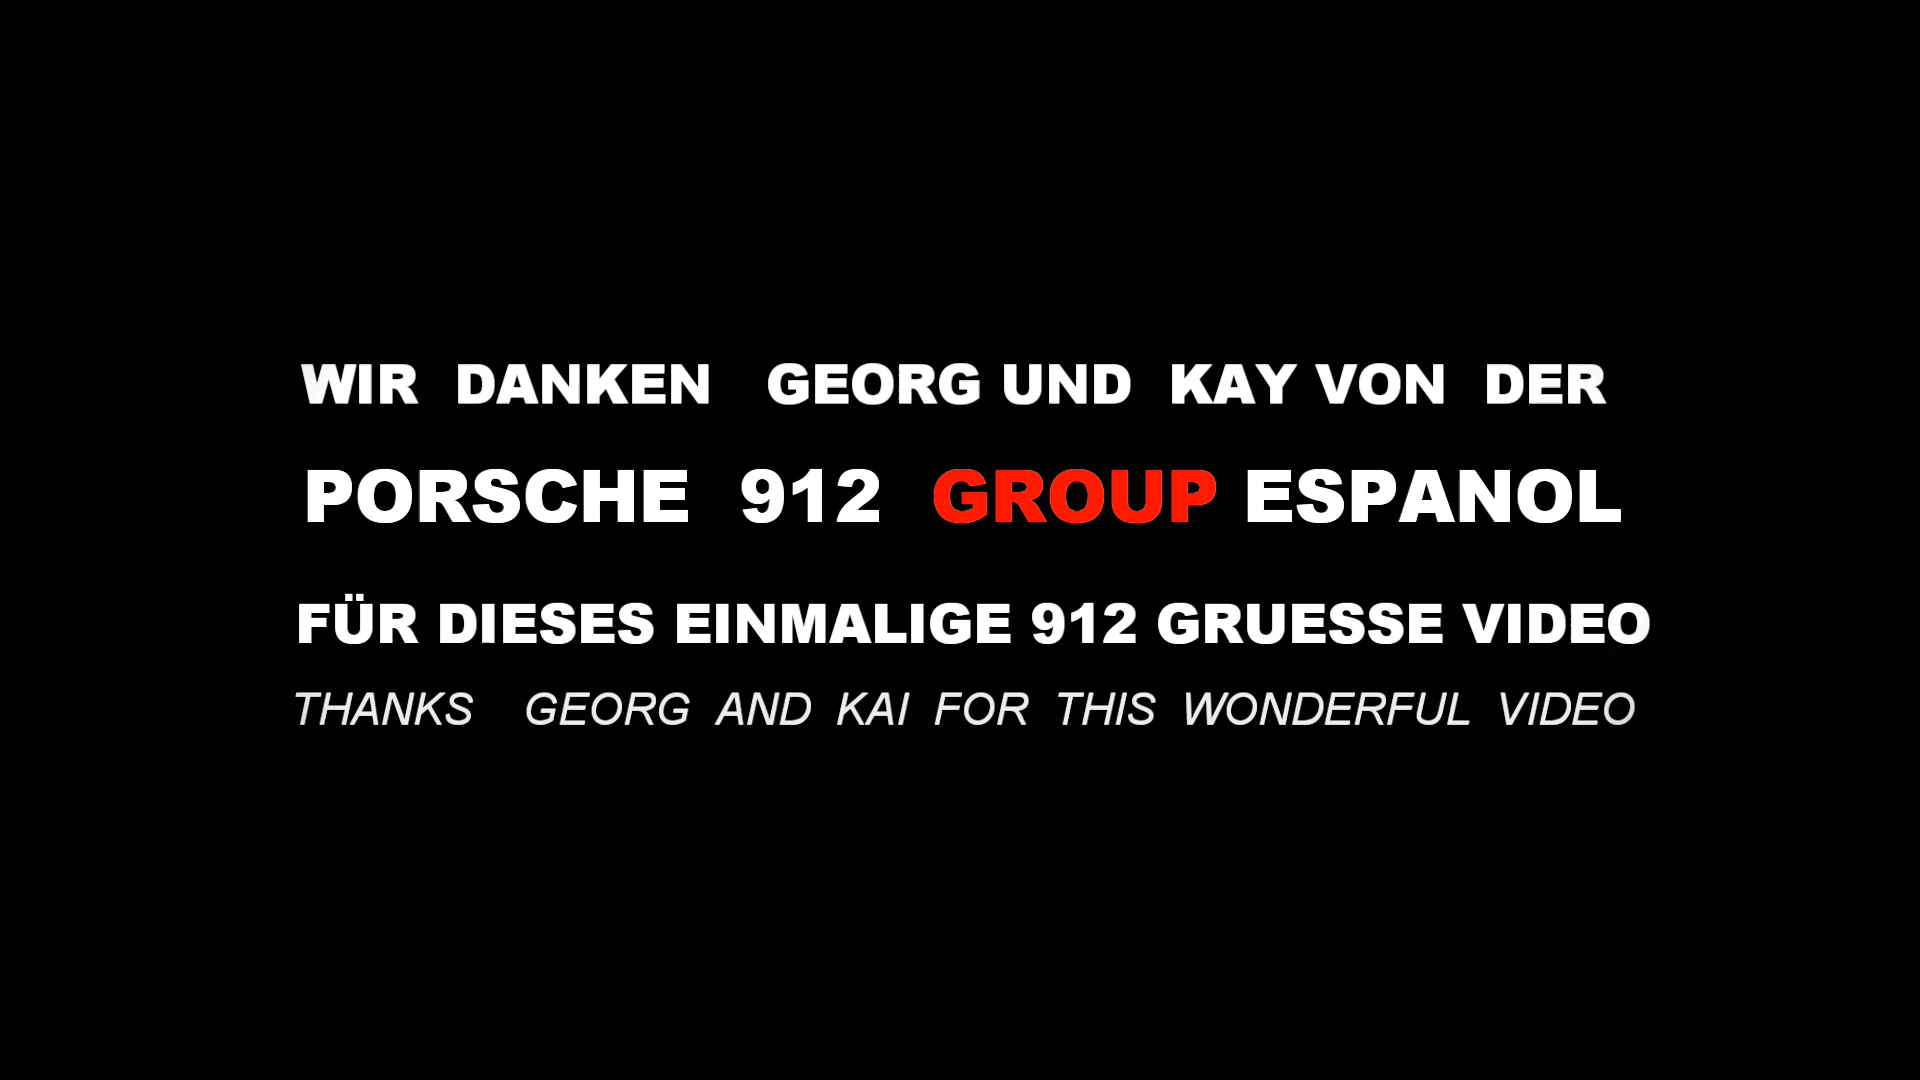 WIR DANKEN GEORG UND KAY VON DER
PORSCHE 912 GROUP ESPANOL
FÜR DIESES EINMALIGE 912 GRUESSE VIDEO
THANKS GEORG AND KAI FOR THIS WONDERFUL VIDEO